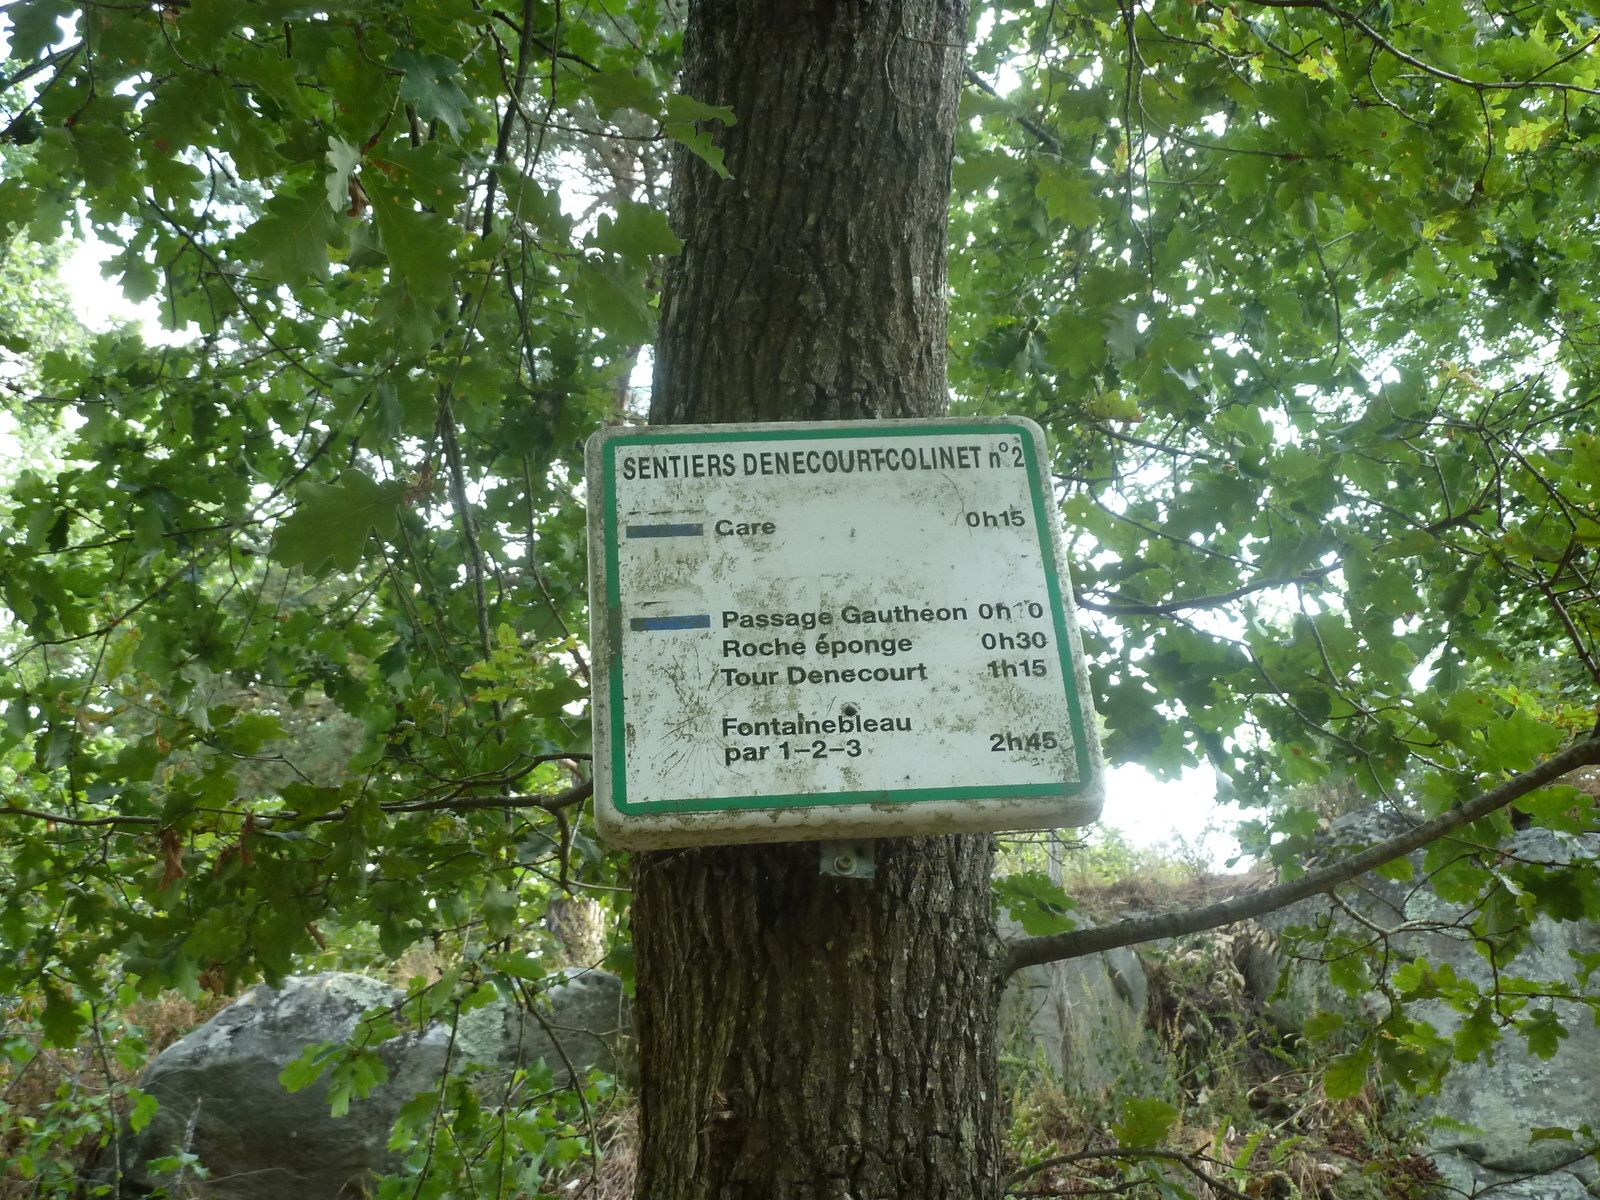 SENTIERS DENECOURT-COLINET n° 2
Gare 0h15
Passage Gautheon 0h10
Roche éponge 0h30
Tour Denecourt 1h15
Fontainebleau
par 1-2-3 2h45